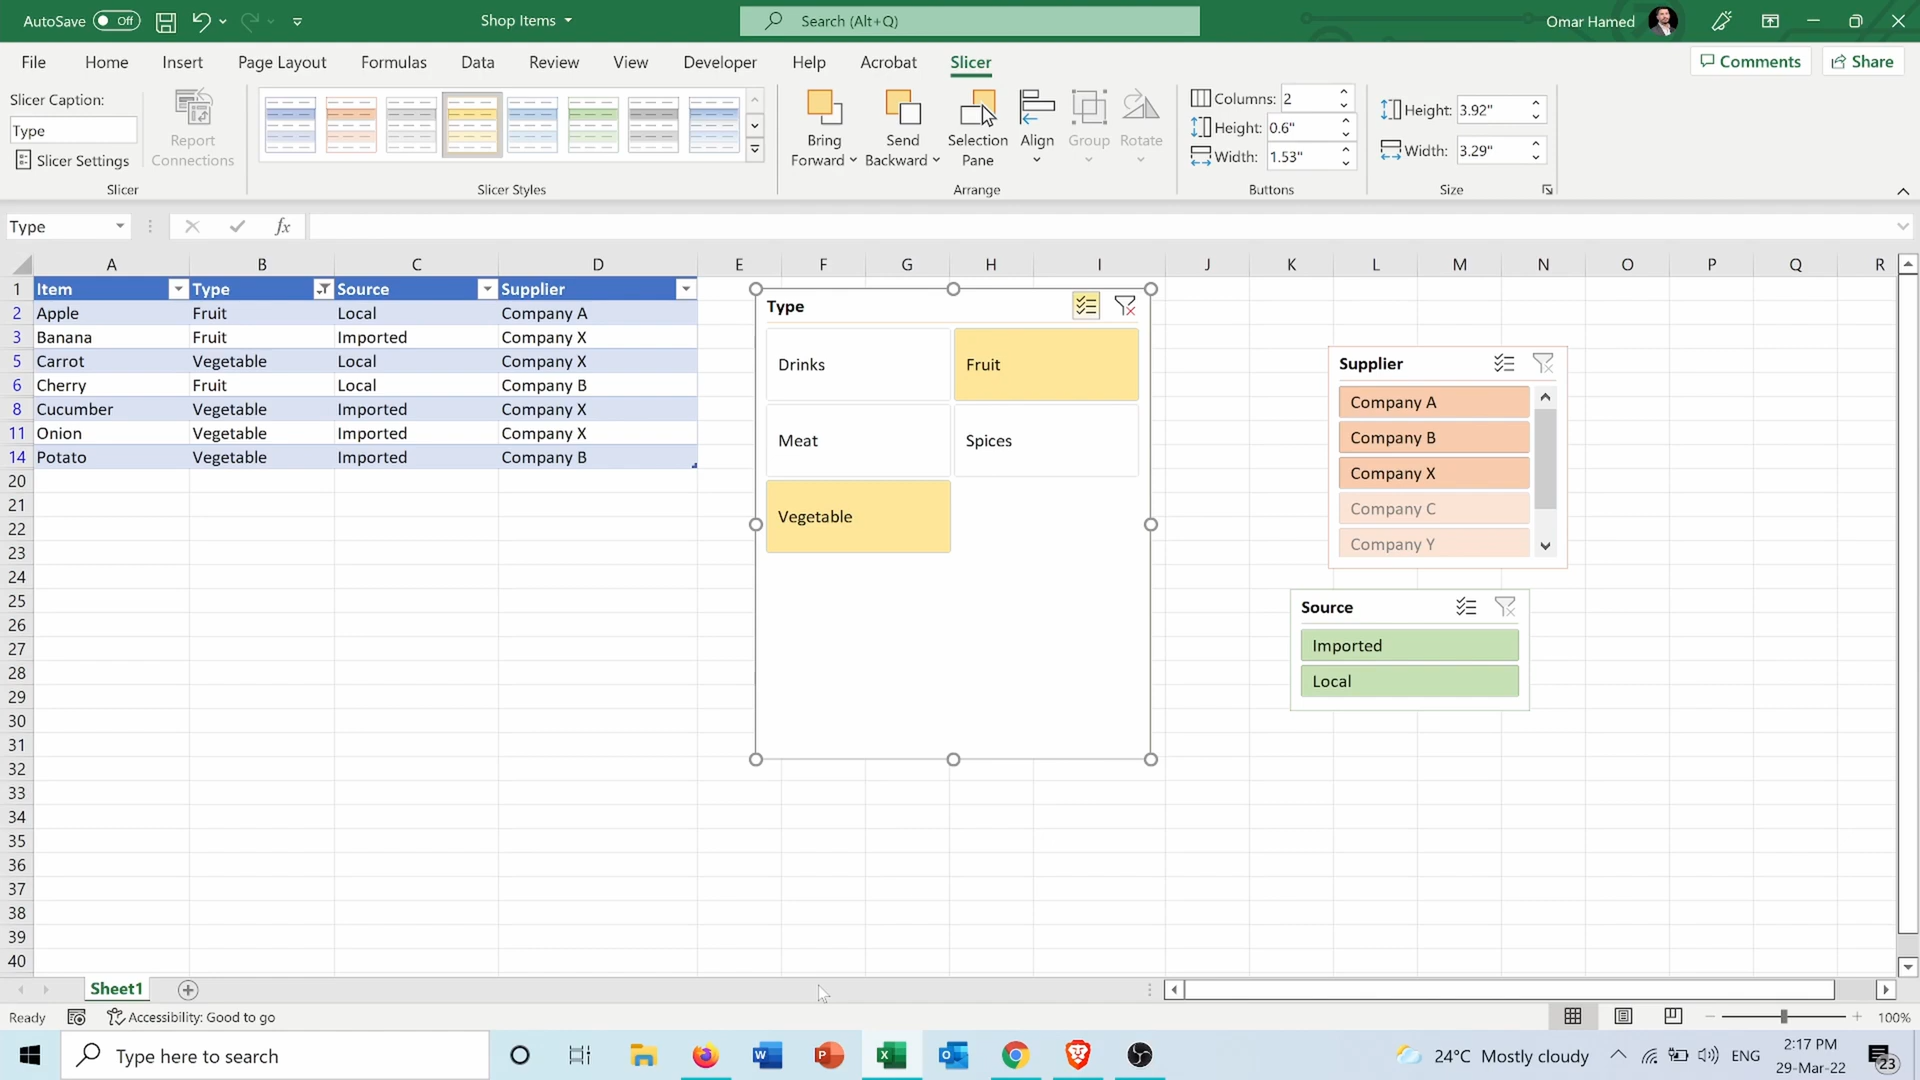 AutoSave Off Shop Items Search (Alt+Q) Omar Hamed
File Home Insert Page Layout Formulas Data Review View Developer Help Acrobat Slicer Comments Share
Slicer Caption:
Type
Slicer Settings
Report Connections
Slicer
Slicer Styles
Bring Forward
Send Backward
Selection Pane
Align
Group
Rotate
Arrange
Columns: 2
Height: 0.6"
Width: 1.53"
Buttons
Height: 3.92"
Width: 3.29"
Size
Type fx
A B C D E F G H I J K L M N O P Q R
1 Item Type Source Supplier
2 Apple Fruit Local Company A
3 Banana Fruit Imported Company X
5 Carrot Vegetable Local Company X
6 Cherry Fruit Local Company B
8 Cucumber Vegetable Imported Company X
11 Onion Vegetable Imported Company X
14 Potato Vegetable Imported Company B
20
21
22
23
24
25
26
27
28
29
30
31
32
33
34
35
36
37
38
39
40
Type
Drinks Fruit
Meat Spices
Vegetable
Supplier
Company A
Company B
Company X
Company C
Company Y
Source
Imported
Local
Sheet1
Ready Accessibility: Good to go 100%
Type here to search 24°C Mostly cloudy ENG 2:17 PM
29-Mar-22 23